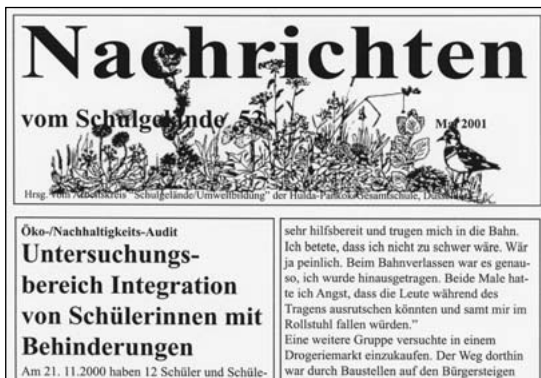 Nachrichten
vom Schulgelände 53
Mai 2001
Hrsg. vom Arbeitskreis "Schulgelände/Umweltbildung" der Hulda-Pankok-Gesamtschule, Düsseldorf
Öko-/Nachhaltigkeits-Audit
Untersuchungs-
bereich Integration
von Schülerinnen mit
Behinderungen
Am 21. 11.2000 haben 12 Schüler und Schüle-
sehr hilfsbereit und trugen mich in die Bahn.
Ich betete, dass ich nicht zu schwer wäre. Wär
ja peinlich. Beim Bahnverlassen war es genau-
so, ich wurde hinausgetragen. Beide Male hat-
te ich Angst, dass die Leute während des
Tragens ausrutschen könnten und samt mir im
Rollstuhl fallen würden."
Eine weitere Gruppe versuchte in einem
Drogeriemarkt einzukaufen. Der Weg dorthin
war durch Baustellen auf den Bürgersteigen